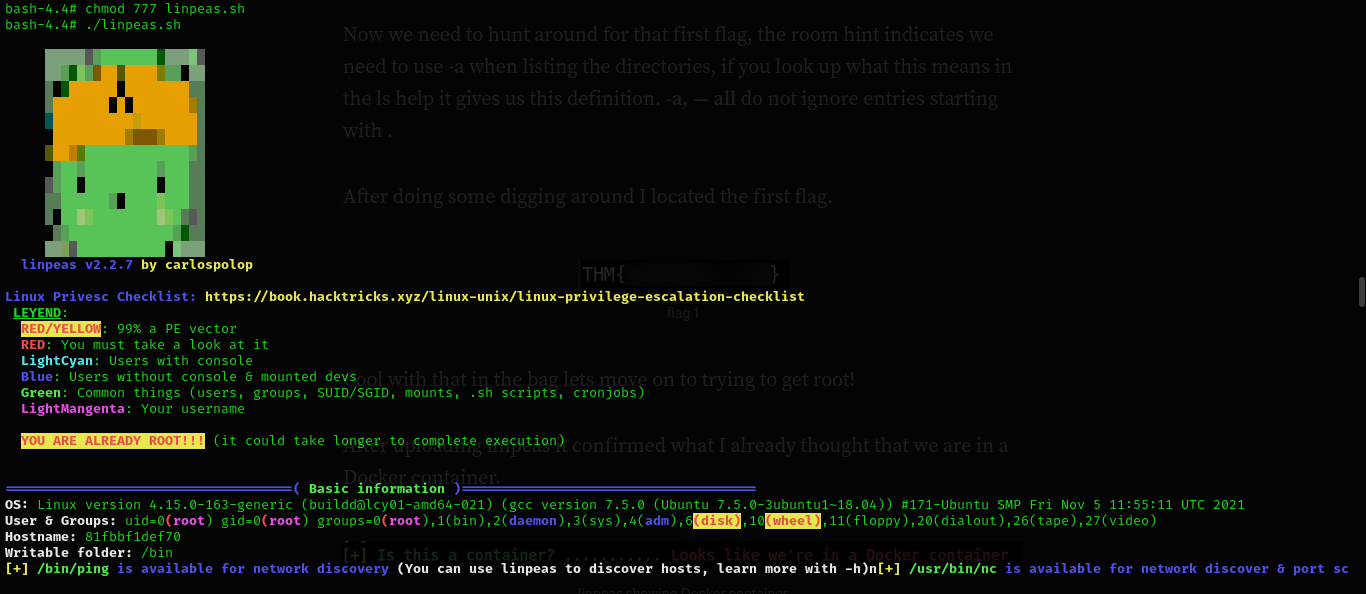 bash-4.4# chmod 777 linpeas.sh
bash-4.4# ./linpeas.sh
Now we need to hunt around for that first flag, the room hint indicates we
need to use -a when listing the directories, if you look up what this means in
the ls help it gives us this definition. -a, — all do not ignore entries starting
with .
After doing some digging around I located the first flag.
linpeas v2.2.7 by carlospolop
THM{ }
Linux Privesc Checklist: https://book.hacktricks.xyz/linux-unix/linux-privilege-escalation-checklist
LEYEND:
flag 1
RED/YELLOW: 99% a PE vector
RED: You must take a look at it
LightCyan: Users with console
Blue: Users without console & mounted devs
ool with that in the bag lets move on to trying to get root!
Green: Common things (users, groups, SUID/SGID, mounts, .sh scripts, cronjobs)
LightMangenta: Your username
YOU ARE ALREADY ROOT!!! (it could take longer to complete execution)
After uploading linpeas it confirmed what I already thought that we are in a
Docker container.
( Basic information )
OS: Linux version 4.15.0-163-generic (buildd@lcy01-amd64-021) (gcc version 7.5.0 (Ubuntu 7.5.0-3ubuntu1~18.04)) #171-Ubuntu SMP Fri Nov 5 11:55:11 UTC 2021
User & Groups: uid=0(root) gid=0(root) groups=0(root),1(bin),2(daemon),3(sys),4(adm),6(disk),10(wheel),11(floppy),20(dialout),26(tape),27(video)
Hostname: 81fbbf1def70
Writable folder: /bin
[+] Is this a container? ........... Looks like we're in a Docker container
[+] /bin/ping is available for network discovery (You can use linpeas to discover hosts, learn more with -h)n[+] /usr/bin/nc is available for network discover & port sc
linpeas showing Docker container